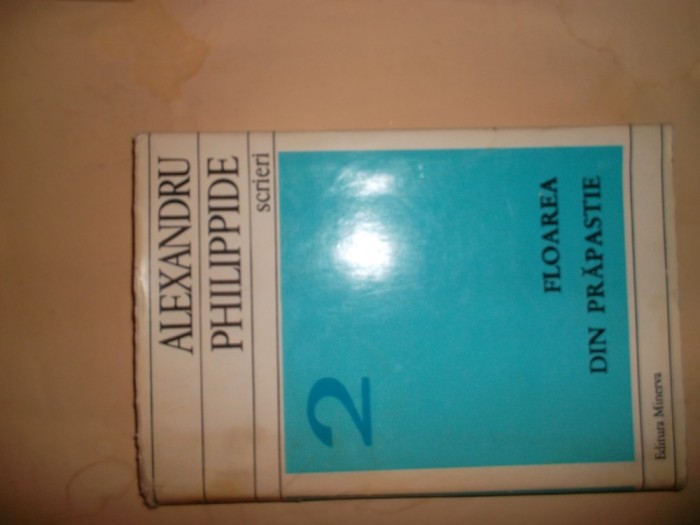 ALEXANDRU
PHILIPPIDE
scrieri
2
FLOAREA
DIN PRĂPASTIE
Editura Minerva